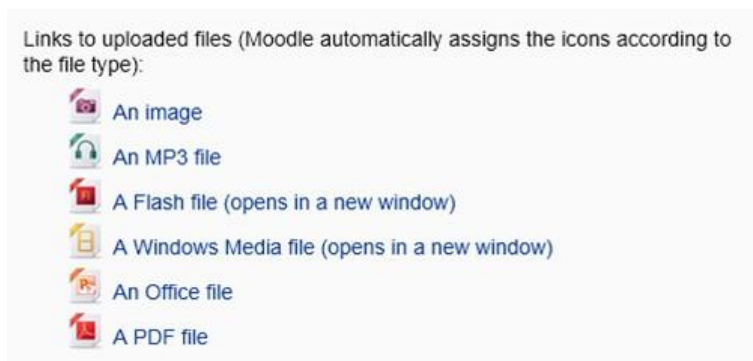 Links to uploaded files (Moodle automatically assigns the icons according to
the file type):
An image
An MP3 file
A Flash file (opens in a new window)
A Windows Media file (opens in a new window)
An Office file
A PDF file